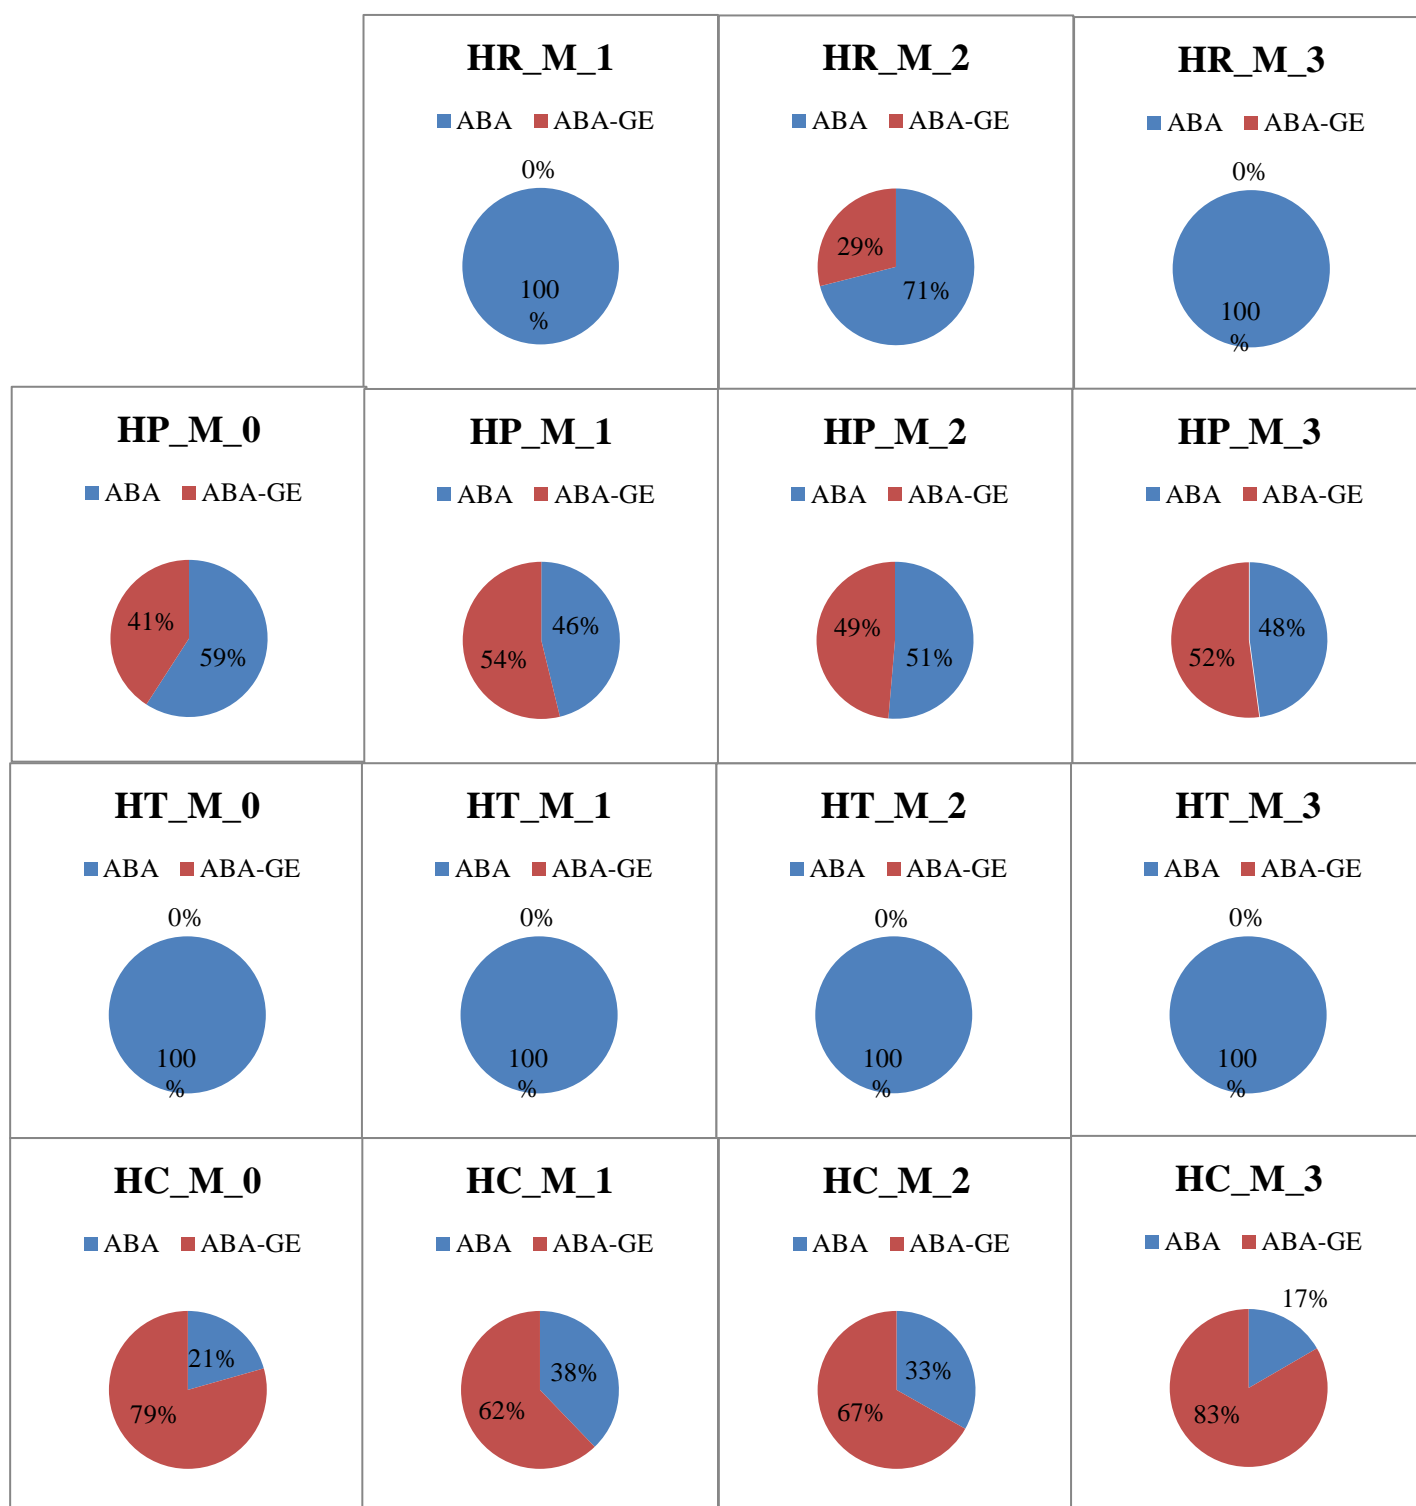 HR_M_1
ABA ABA-GE
0%
100
%
HR_M_2
ABA ABA-GE
29%
71%
HR_M_3
ABA ABA-GE
0%
100
%
HP_M_0
ABA ABA-GE
41%
59%
HP_M_1
ABA ABA-GE
46%
54%
HP_M_2
ABA ABA-GE
49%
51%
HP_M_3
ABA ABA-GE
48%
52%
HT_M_0
ABA ABA-GE
0%
100
%
HT_M_1
ABA ABA-GE
0%
100
%
HT_M_2
ABA ABA-GE
0%
100
%
HT_M_3
ABA ABA-GE
0%
100
%
HC_M_0
ABA ABA-GE
21%
79%
HC_M_1
ABA ABA-GE
38%
62%
HC_M_2
ABA ABA-GE
33%
67%
HC_M_3
ABA ABA-GE
17%
83%